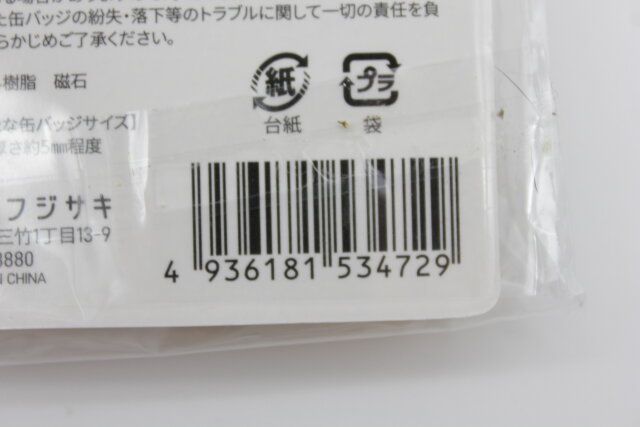 た缶バッジの紛失・落下等のトラブルに関して一切の責任を負
らかじめご了承ください。
樹脂 磁石
紙
プラ
台紙
袋
な缶バッジサイズ】
厚さ約5mm程度
フジサキ
三竹1丁目13-9
8880
N CHINA
4 936181 534729